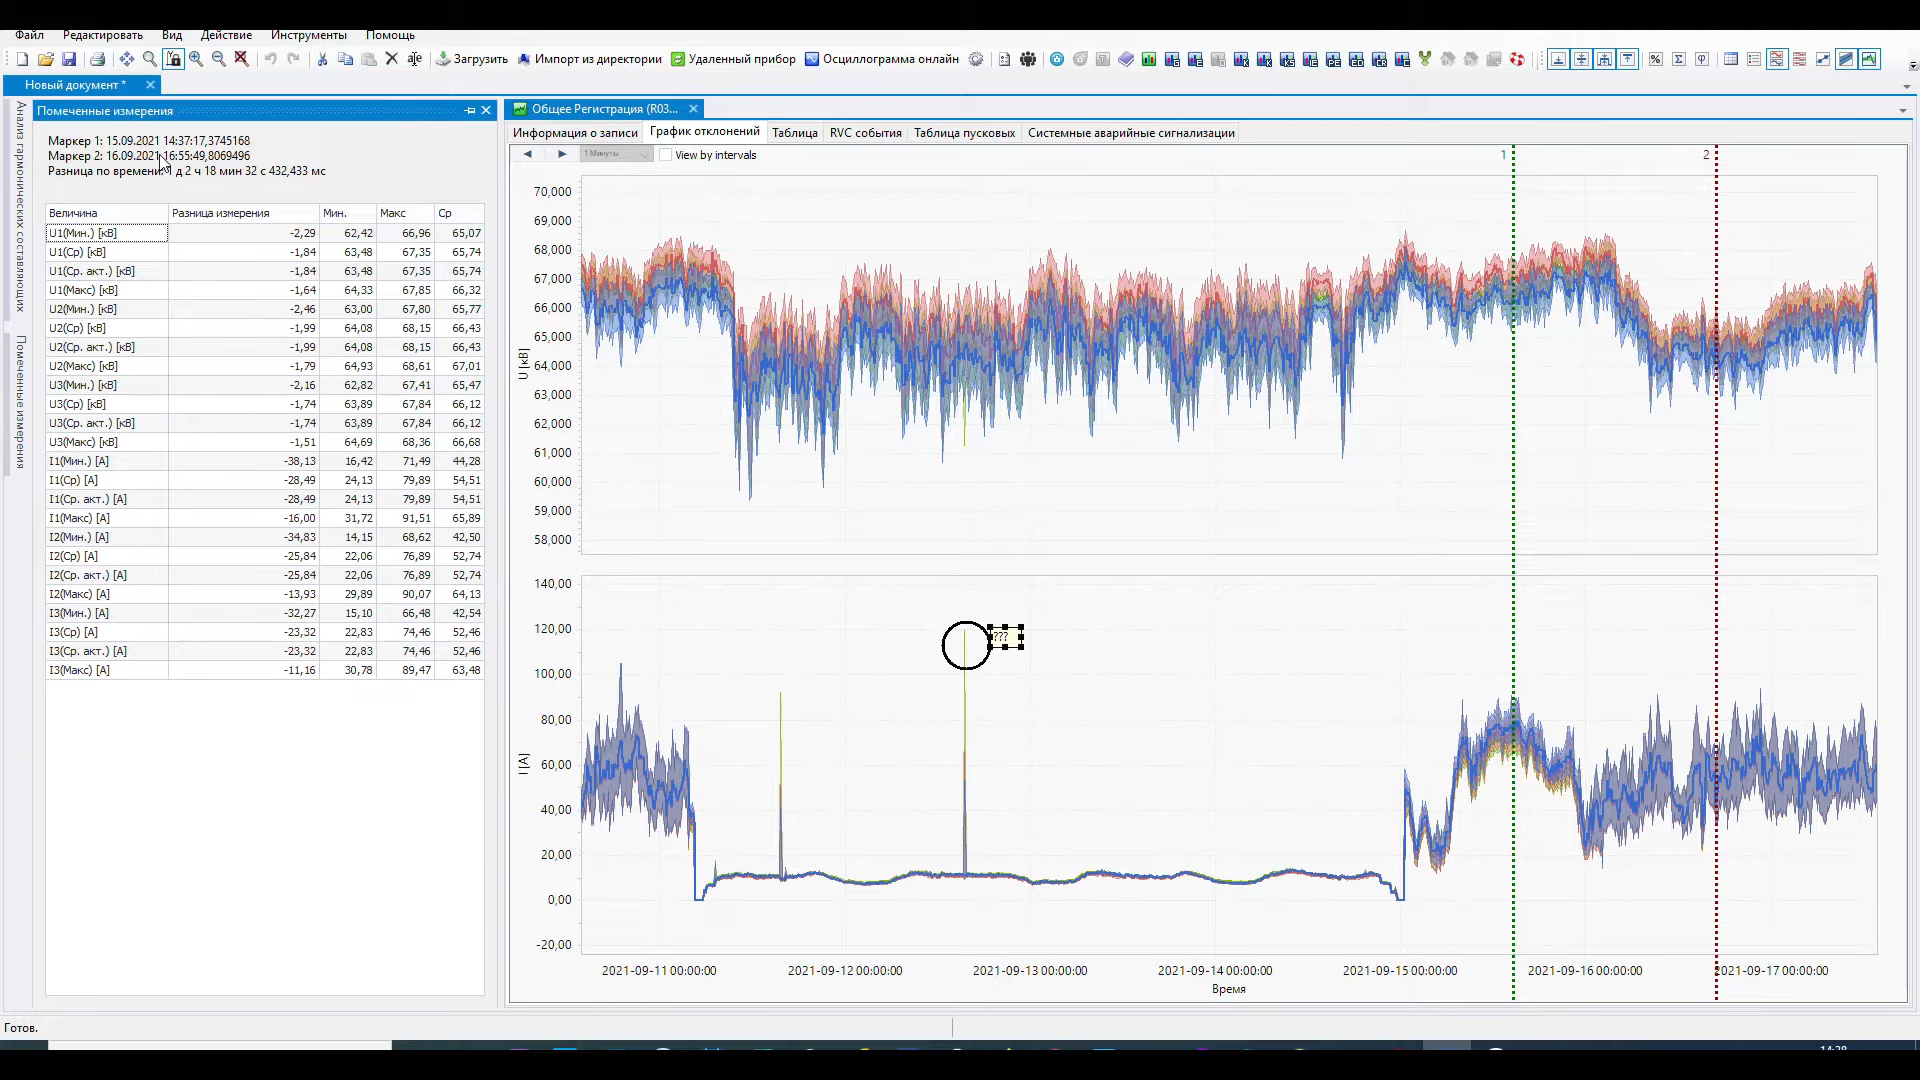 Файл Редактировать Вид Действие Инструменты Помощь
Загрузить Импорт из директории Удаленный прибор Осциллограмма онлайн
Новый документ *
Помеченные измерения
Общее Регистрация (R03...
Информация о записи График отклонений Таблица RVC события Таблица пусковых Системные аварийные сигнализации
Анализ гармонических составляющих
Помеченные измерения
Маркер 1: 15.09.2021 14:37:17,3745168
Маркер 2: 16.09.2021 16:55:49,8069496
Разница по времени: 1 д 2 ч 18 мин 32 с 432,433 мс
Величина Разница измерения Мин. Макс Ср
U1(Мин.) [кВ] -2,29 62,42 66,96 65,07
U1(Ср) [кВ] -1,84 63,48 67,35 65,74
U1(Ср. акт.) [кВ] -1,84 63,48 67,35 65,74
U1(Макс) [кВ] -1,64 64,33 67,85 66,32
U2(Мин.) [кВ] -2,46 63,00 67,80 65,77
U2(Ср) [кВ] -1,99 64,08 68,15 66,43
U2(Ср. акт.) [кВ] -1,99 64,08 68,15 66,43
U2(Макс) [кВ] -1,79 64,93 68,61 67,01
U3(Мин.) [кВ] -2,16 62,82 67,41 65,47
U3(Ср) [кВ] -1,74 63,89 67,84 66,12
U3(Ср. акт.) [кВ] -1,74 63,89 67,84 66,12
U3(Макс) [кВ] -1,51 64,69 68,36 66,68
I1(Мин.) [А] -38,13 16,42 71,49 44,28
I1(Ср) [А] -28,49 24,13 79,89 54,51
I1(Ср. акт.) [А] -28,49 24,13 79,89 54,51
I1(Макс) [А] -16,00 31,72 91,51 65,89
I2(Мин.) [А] -34,83 14,15 68,62 42,50
I2(Ср) [А] -25,84 22,06 76,89 52,74
I2(Ср. акт.) [А] -25,84 22,06 76,89 52,74
I2(Макс) [А] -13,93 29,89 90,07 64,13
I3(Мин.) [А] -32,27 15,10 66,48 42,54
I3(Ср) [А] -23,32 22,83 74,46 52,46
I3(Ср. акт.) [А] -23,32 22,83 74,46 52,46
I3(Макс) [А] -11,16 30,78 89,47 63,48
1 Минуты View by intervals
1 2
70,000
69,000
68,000
67,000
66,000
65,000
64,000
63,000
62,000
61,000
60,000
59,000
58,000
U [кВ]
140,00
120,00
100,00
80,00
60,00
40,00
20,00
0,00
-20,00
I [А]
???
2021-09-11 00:00:00 2021-09-12 00:00:00 2021-09-13 00:00:00 2021-09-14 00:00:00 2021-09-15 00:00:00 2021-09-16 00:00:00 2021-09-17 00:00:00
Время
Готов.